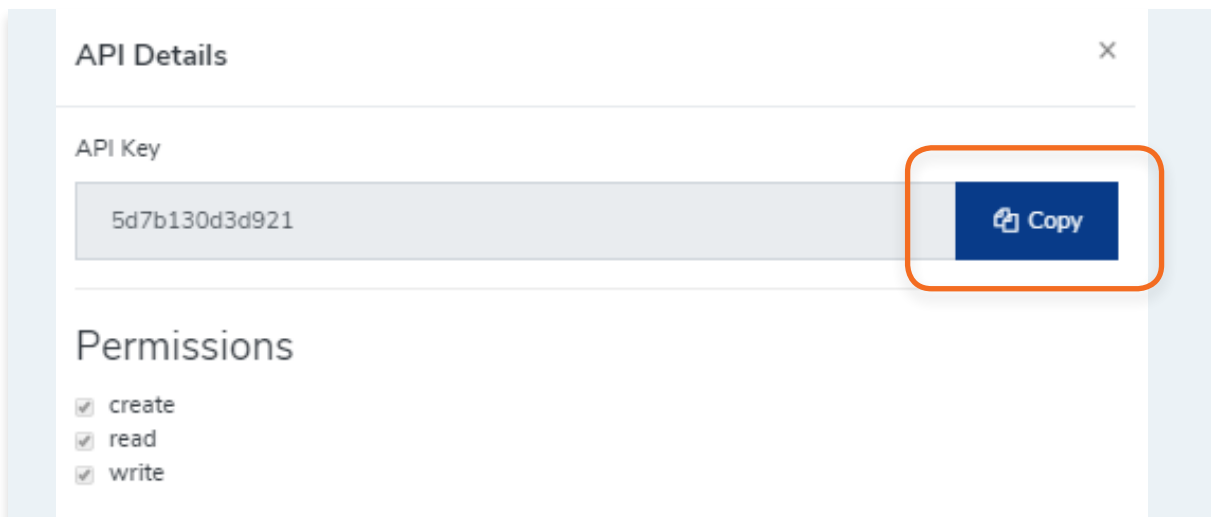 API Details
×
API Key
5d7b130d3d921
Copy
Permissions
create
read
write